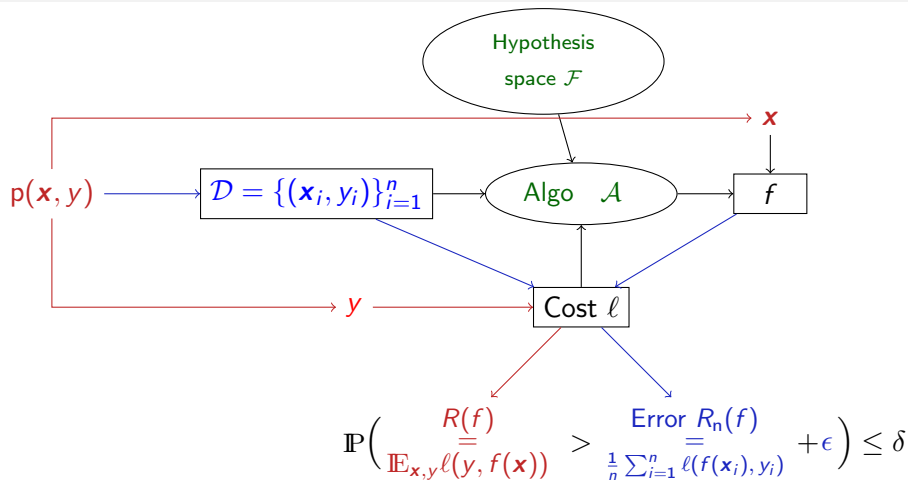 Hypothesis
space ℱ
𝒙
p(𝒙, y)
𝒟 = {(𝒙ᵢ, yᵢ)}ⁿᵢ₌₁
Algo 𝒜
f
y
Cost ℓ
ℙ( R(f) = 𝔼𝒙,y ℓ(y, f(𝒙)) > Error Rₙ(f) = 1/n ∑ⁿᵢ₌₁ ℓ(f(𝒙ᵢ), yᵢ) +ϵ ) ≤ δ